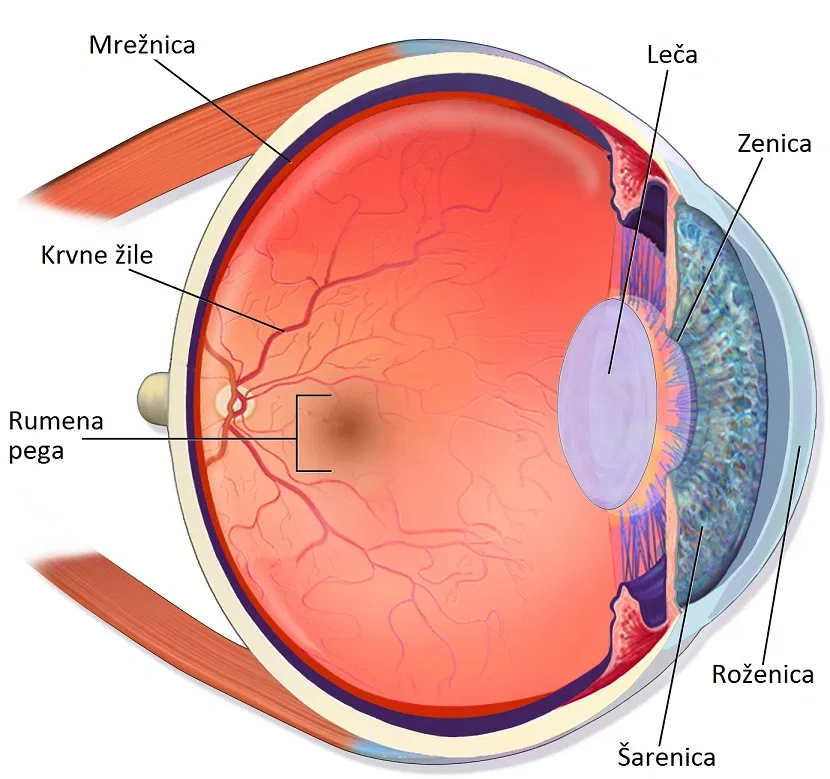 Mrežnica
Leča
Zenica
Krvne žile
Rumena
pega
Roženica
Šarenica